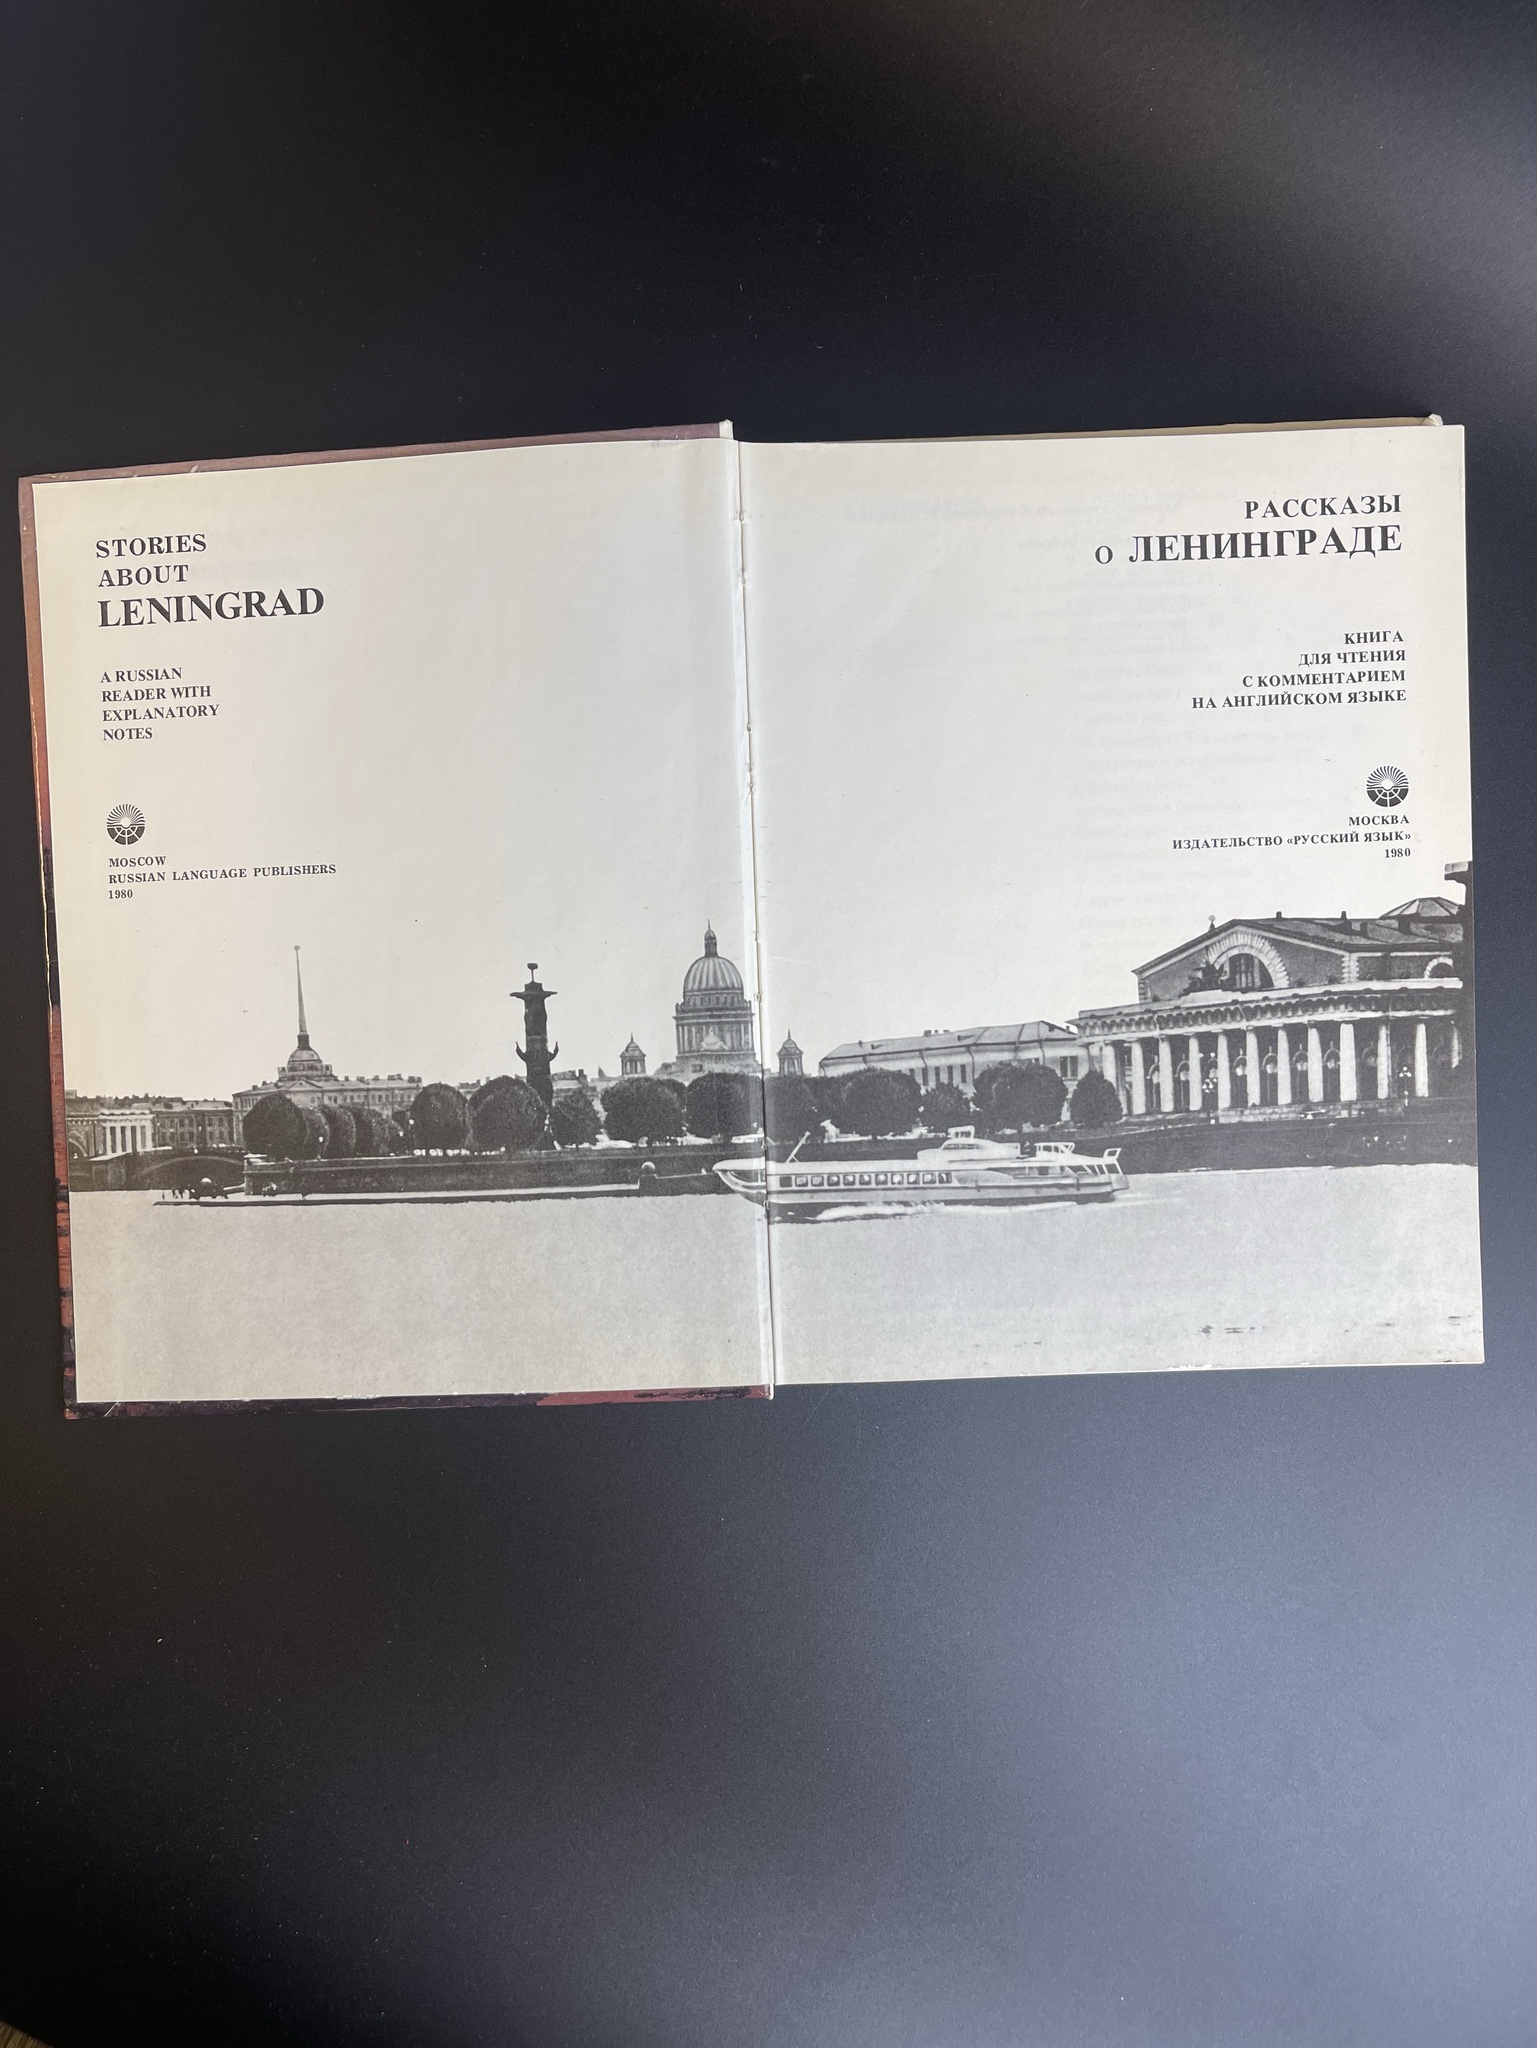 STORIES
ABOUT
LENINGRAD
A RUSSIAN
READER WITH
EXPLANATORY
NOTES
MOSCOW
RUSSIAN LANGUAGE PUBLISHERS
1980
РАССКАЗЫ
О ЛЕНИНГРАДЕ
КНИГА
ДЛЯ ЧТЕНИЯ
С КОММЕНТАРИЕМ
НА АНГЛИЙСКОМ ЯЗЫКЕ
МОСКВА
ИЗДАТЕЛЬСТВО «РУССКИЙ ЯЗЫК»
1980